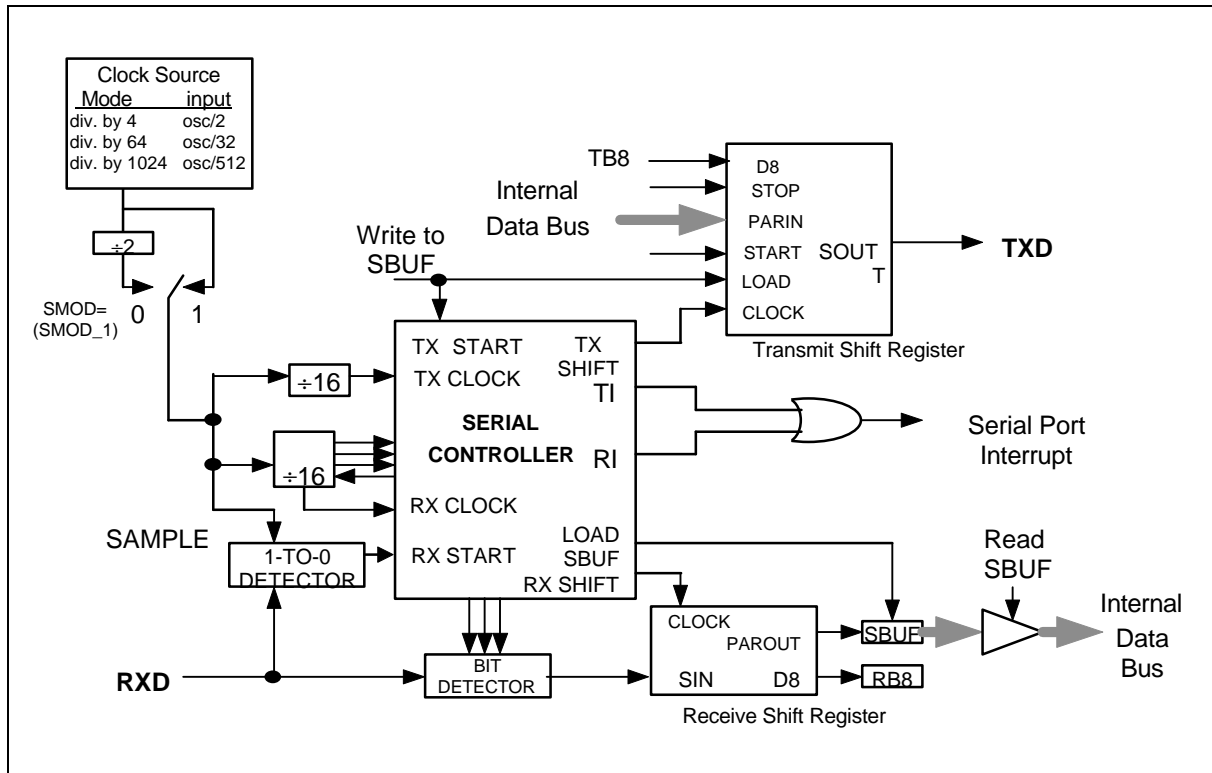 Clock Source
Mode input
div. by 4 osc/2
div. by 64 osc/32
div. by 1024 osc/512
÷2
SMOD=
(SMOD_1)
0
1
Write to
SBUF
TB8
Internal
Data Bus
D8
STOP
PARIN
START
LOAD
CLOCK
SOUT
T
TXD
Transmit Shift Register
÷16
÷16
SAMPLE
1-TO-0
DETECTOR
TX START
TX CLOCK
SERIAL
CONTROLLER
RX CLOCK
RX START
TX
SHIFT
TI
RI
LOAD
SBUF
RX SHIFT
Serial Port
Interrupt
RXD
BIT
DETECTOR
CLOCK
PAROUT
SIN D8
Receive Shift Register
SBUF
RB8
Read
SBUF
Internal
Data
Bus